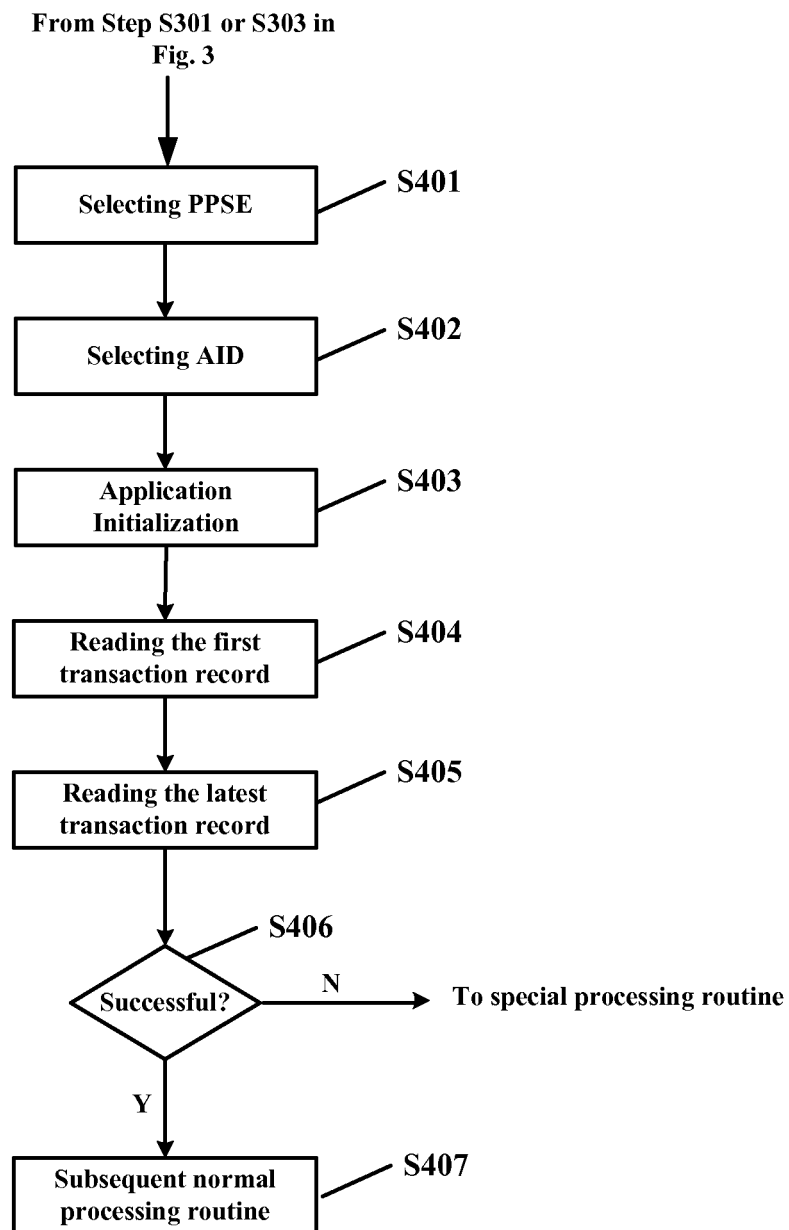 From Step S301 or S303 in
Fig. 3
Selecting PPSE
S401
Selecting AID
S402
Application
Initialization
S403
Reading the first
transaction record
S404
Reading the latest
transaction record
S405
S406
Successful?
N
To special processing routine
Y
Subsequent normal
processing routine
S407